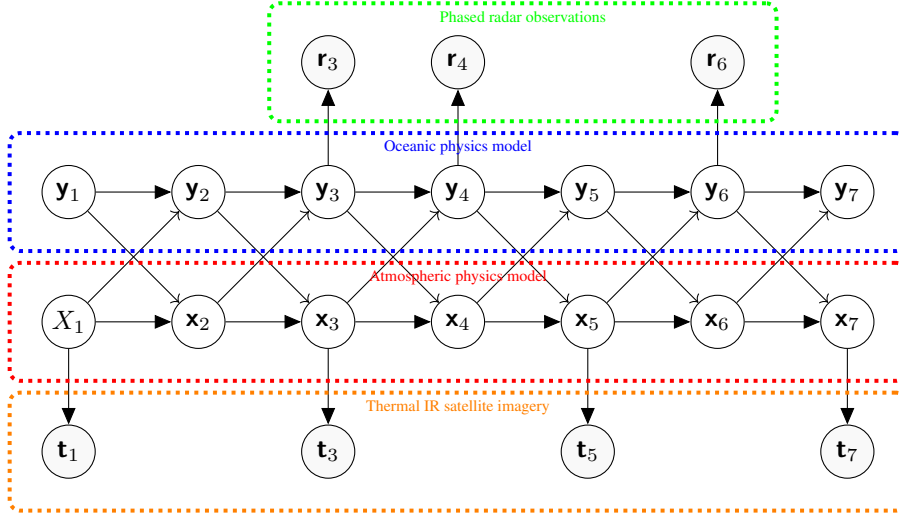 Phased radar observations
r₃ r₄ r₆
Oceanic physics model
y₁ y₂ y₃ y₄ y₅ y₆ y₇
Atmospheric physics model
X₁ x₂ x₃ x₄ x₅ x₆ x₇
Thermal IR satellite imagery
t₁ t₃ t₅ t₇